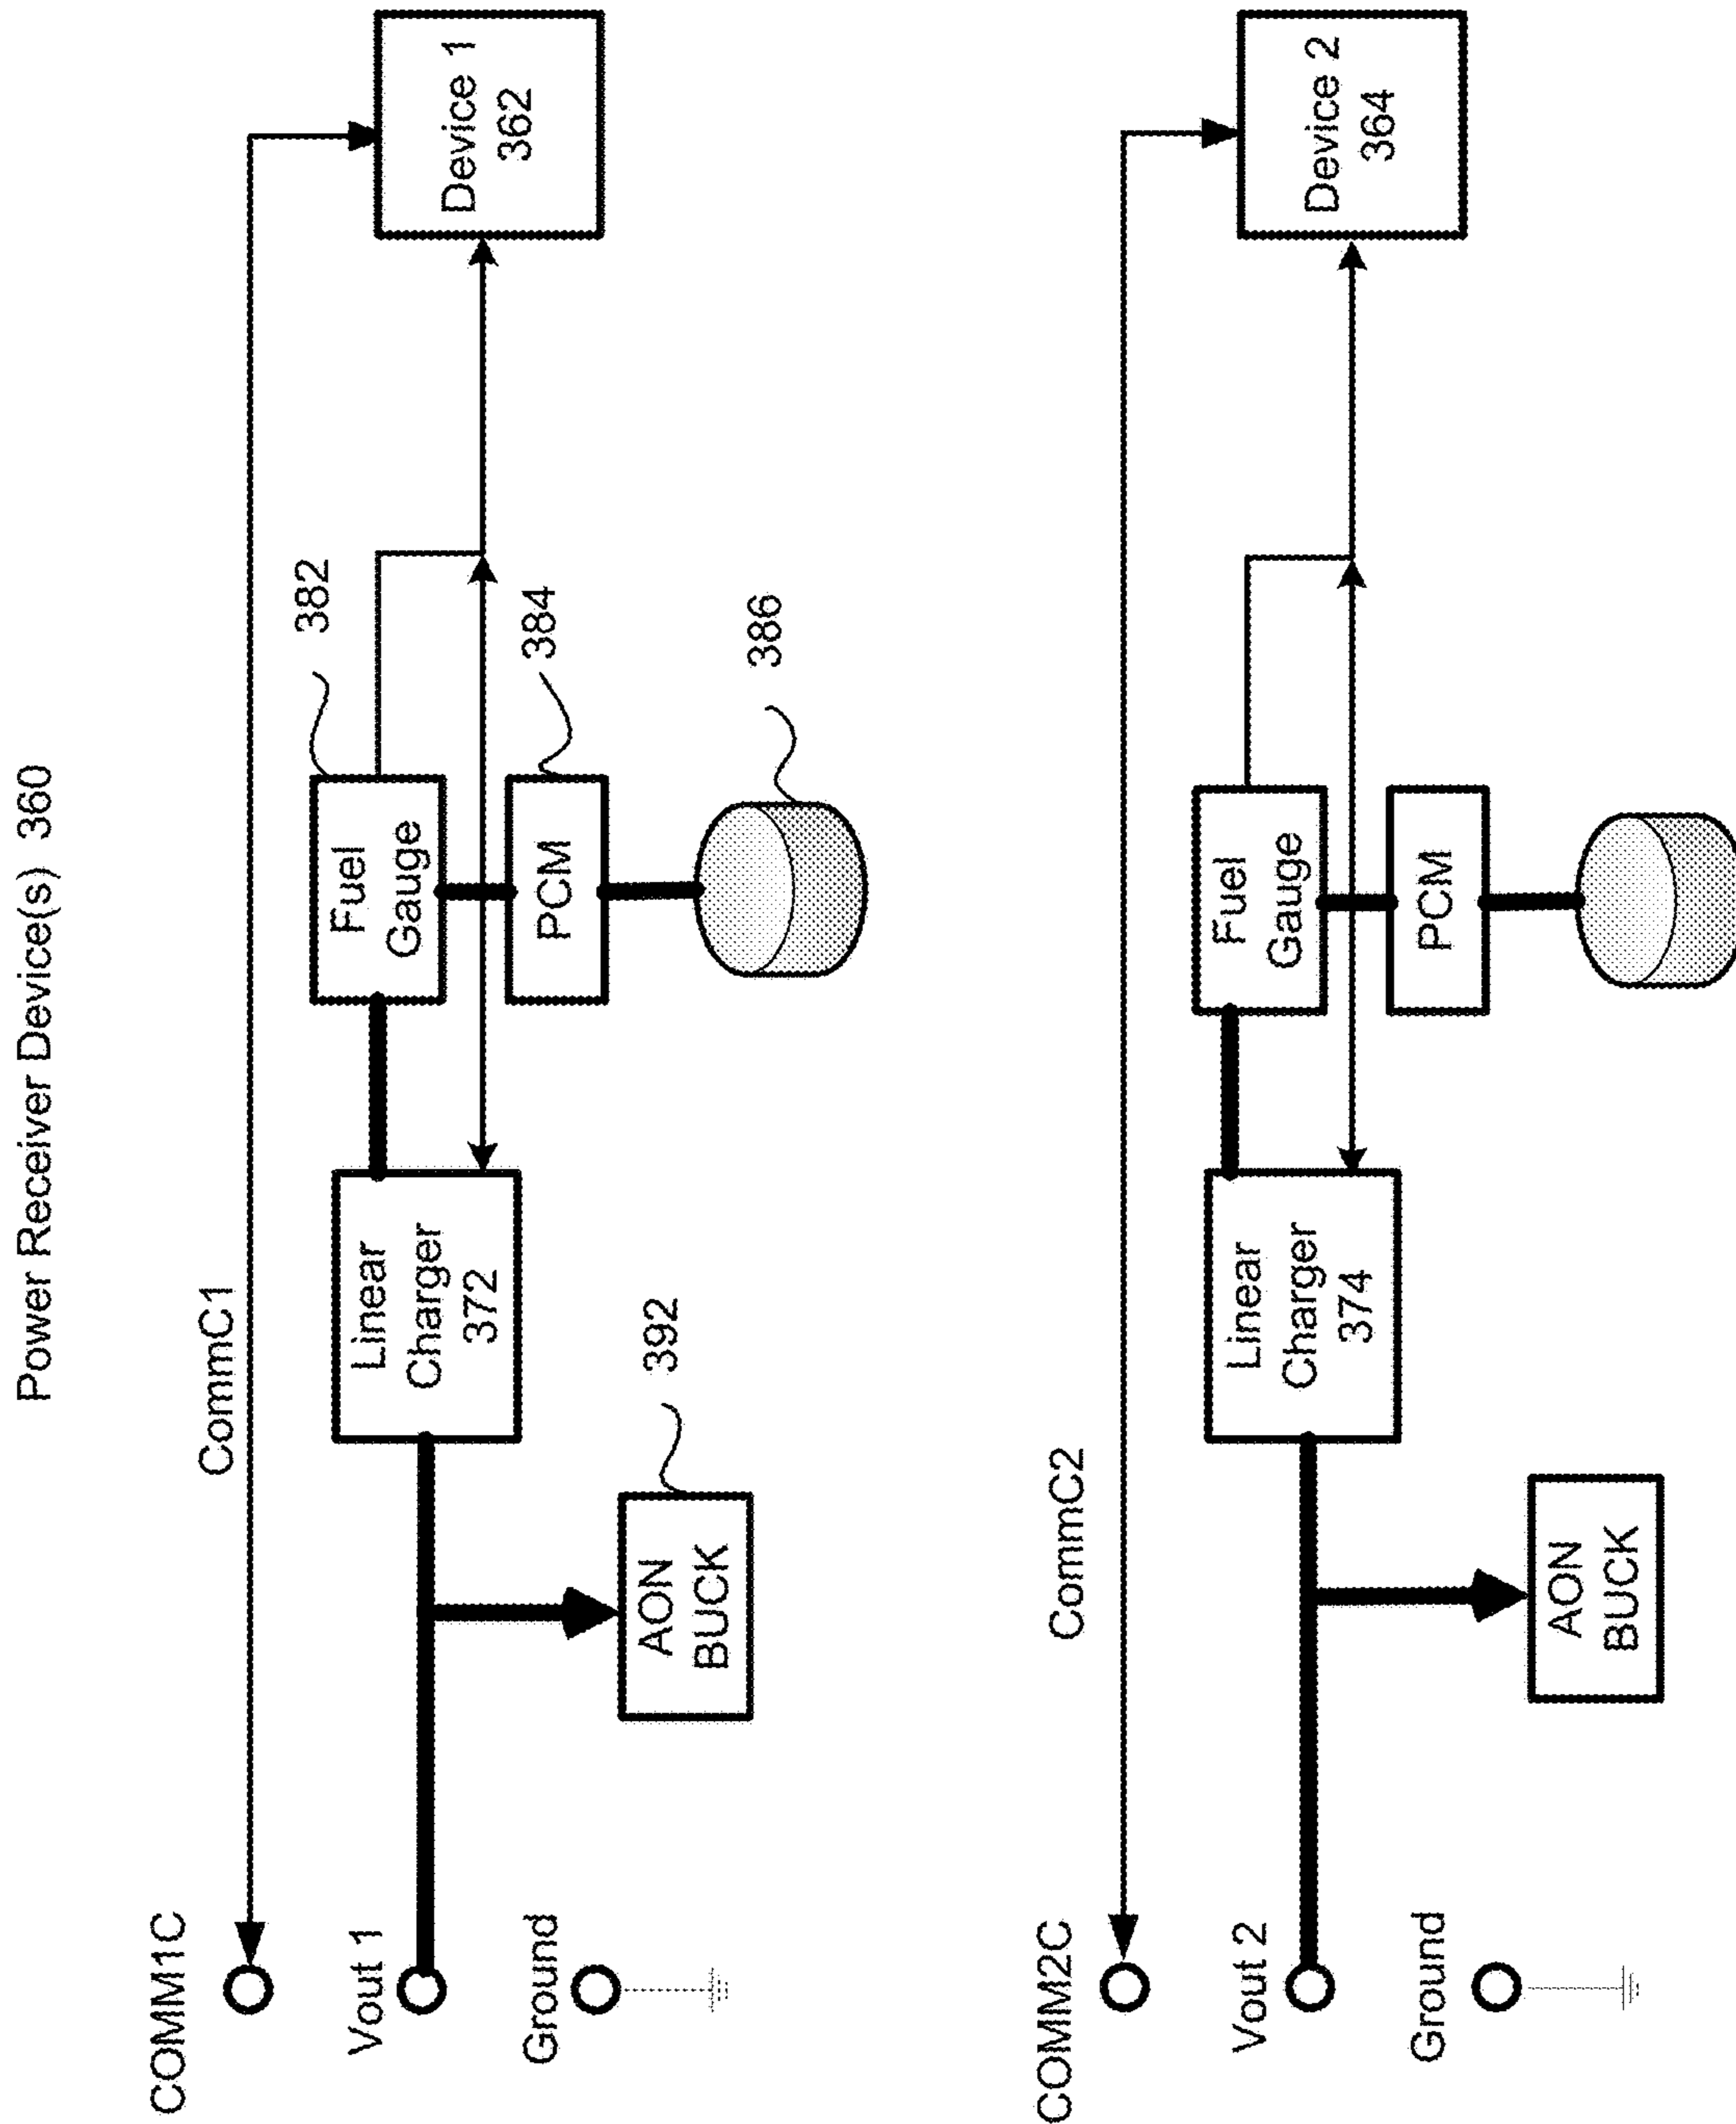 Power Receiver Device(s) 360
COMM1C
CommC1
Vout 1
Ground
AON
BUCK
392
Linear
Charger
372
Fuel
Gauge
382
PCM
384
386
Device 1
362
COMM2C
CommC2
Vout 2
Ground
AON
BUCK
Linear
Charger
374
Fuel
Gauge
PCM
Device 2
364